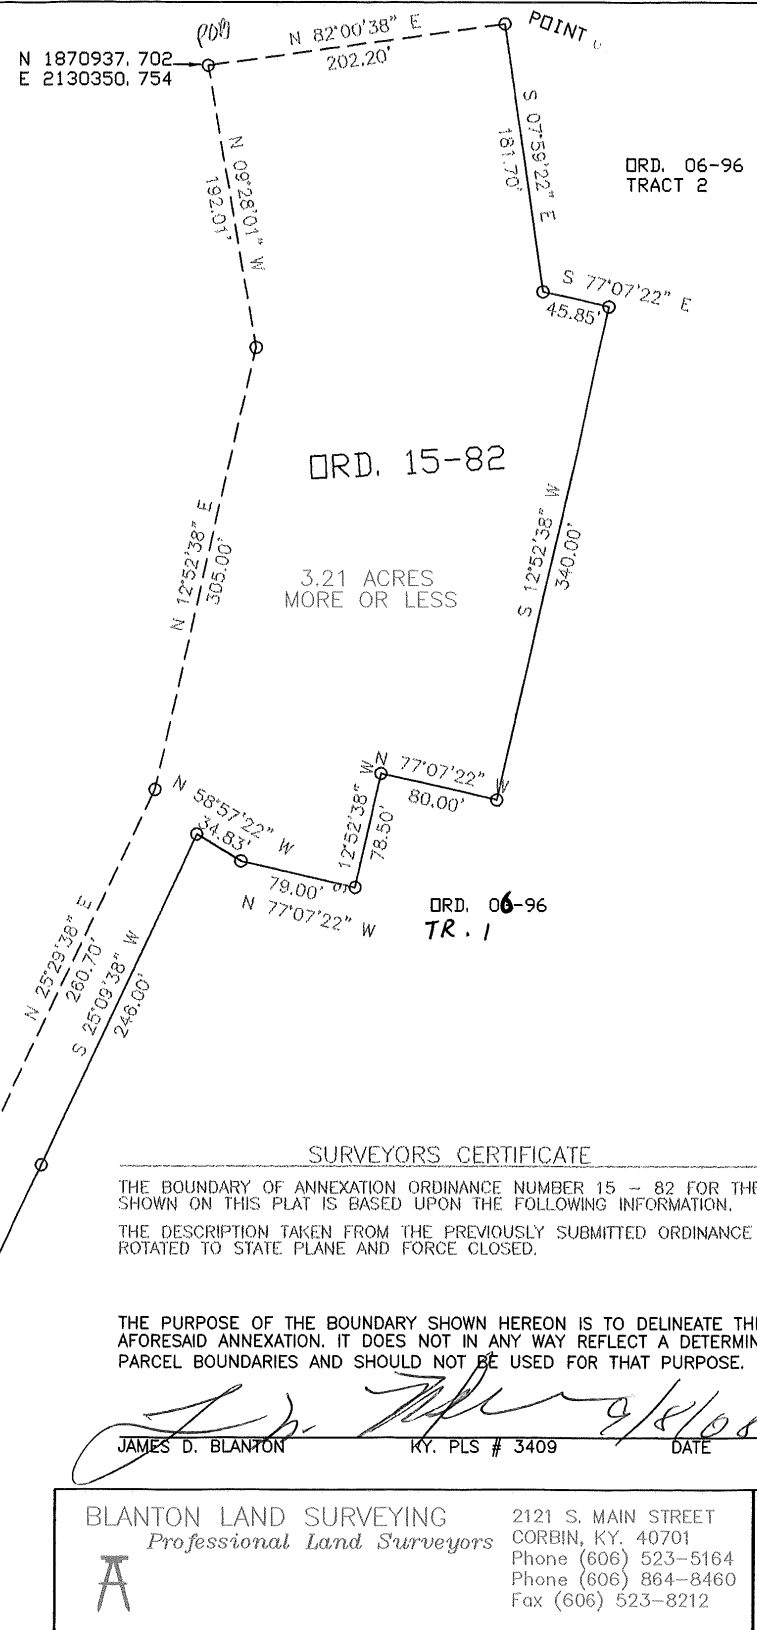 POB
N 82°00'38" E
202.20'
POINT
N 1870937, 702
E 2130350, 754
S 07°59'22" E
181.70'
N 09°28'01" W
192.01'
ORD. 06-96
TRACT 2
S 77°07'22" E
45.85'
ORD. 15-82
N 12°52'38" E
305.00'
S 12°52'38" W
340.00'
3.21 ACRES
MORE OR LESS
N 77°07'22" W
80.00'
N 58°57'22" W
34.83'
S 12°52'38" W
78.50'
79.00'
N 77°07'22" W
ORD. 06-96
TR. 1
N 25°29'38" E
260.70'
S 25°09'38" W
246.00'
SURVEYORS CERTIFICATE
THE BOUNDARY OF ANNEXATION ORDINANCE NUMBER 15 - 82 FOR THE
SHOWN ON THIS PLAT IS BASED UPON THE FOLLOWING INFORMATION.
THE DESCRIPTION TAKEN FROM THE PREVIOUSLY SUBMITTED ORDINANCE
ROTATED TO STATE PLANE AND FORCE CLOSED.
THE PURPOSE OF THE BOUNDARY SHOWN HEREON IS TO DELINEATE THE
AFORESAID ANNEXATION. IT DOES NOT IN ANY WAY REFLECT A DETERMIN
PARCEL BOUNDARIES AND SHOULD NOT BE USED FOR THAT PURPOSE.
9/8/08
JAMES D. BLANTON KY. PLS # 3409 DATE
BLANTON LAND SURVEYING
Professional Land Surveyors
2121 S. MAIN STREET
CORBIN, KY. 40701
Phone (606) 523-5164
Phone (606) 864-8460
Fax (606) 523-8212